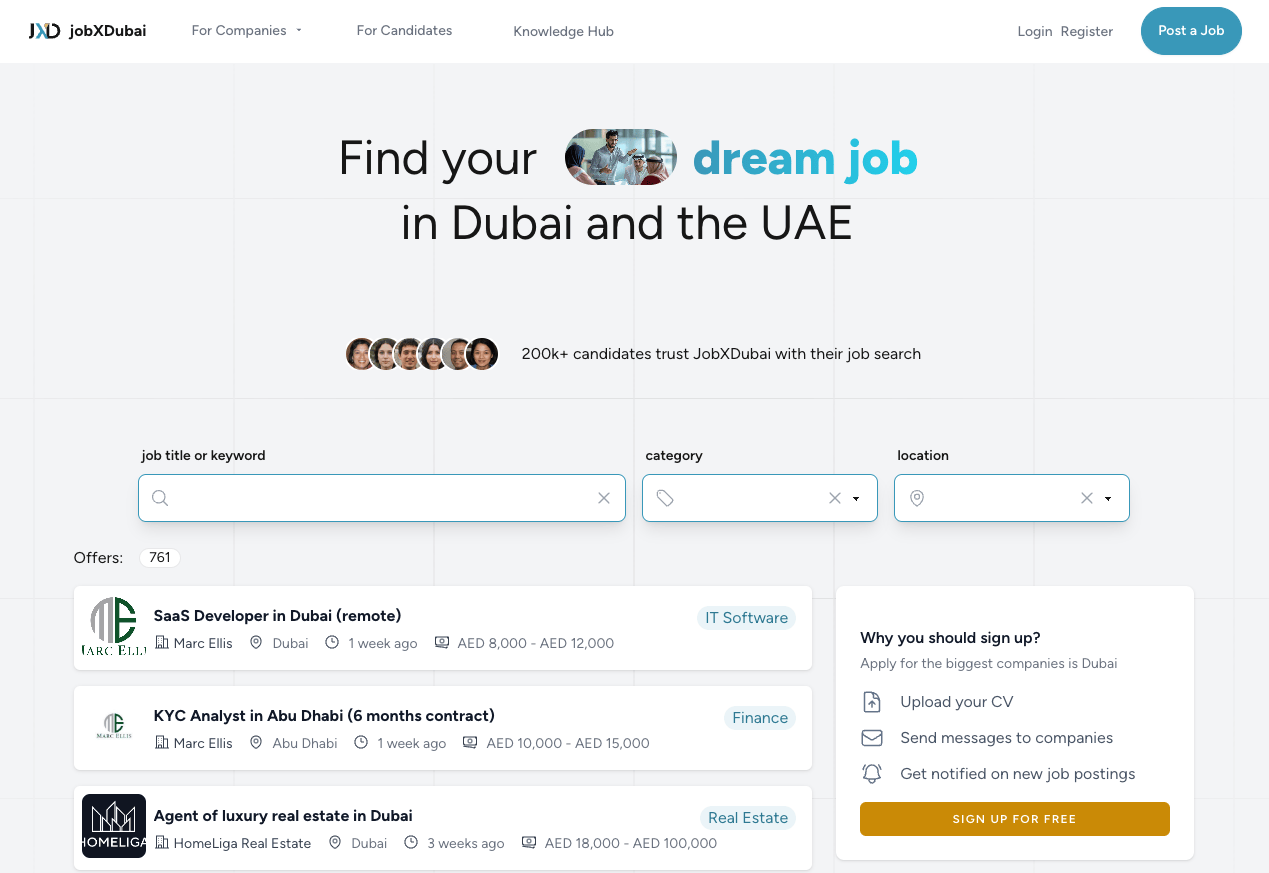 JXD jobXDubai
For Companies
For Candidates
Knowledge Hub
Login Register
Post a Job
Find your dream job
in Dubai and the UAE
200k+ candidates trust JobXDubai with their job search
job title or keyword
category
location
Offers: 761
MARC ELLI
SaaS Developer in Dubai (remote)
IT Software
Marc Ellis Dubai 1 week ago AED 8,000 - AED 12,000
MARC ELLIS
KYC Analyst in Abu Dhabi (6 months contract)
Finance
Marc Ellis Abu Dhabi 1 week ago AED 10,000 - AED 15,000
HOMELIGA
Agent of luxury real estate in Dubai
Real Estate
HomeLiga Real Estate Dubai 3 weeks ago AED 18,000 - AED 100,000
Why you should sign up?
Apply for the biggest companies is Dubai
Upload your CV
Send messages to companies
Get notified on new job postings
SIGN UP FOR FREE